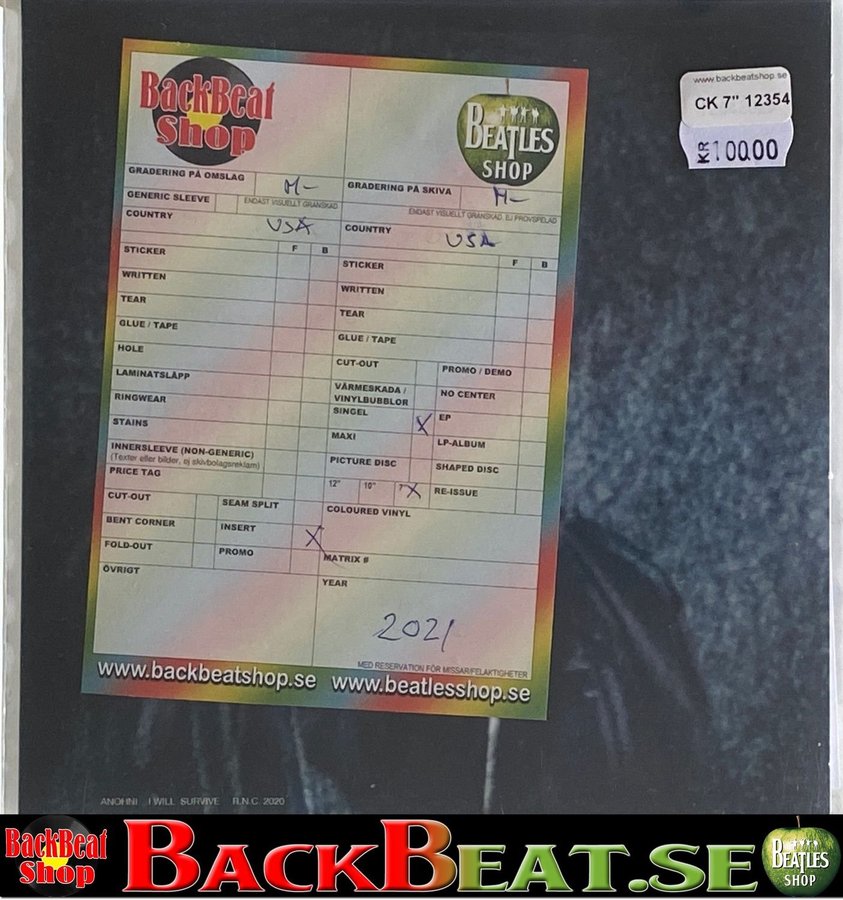 BackBeat
Shop
BEATLES
SHOP
www.backbeatshop.se
CK 7" 12354
KR 100.00
GRADERING PÅ OMSLAG M-
GENERIC SLEEVE ENDAST VISUELLT GRANSKAD
COUNTRY USA
STICKER F B
WRITTEN
TEAR
GLUE / TAPE
HOLE
LAMINATSLÄPP
RINGWEAR
STAINS
INNERSLEEVE (NON-GENERIC)
(Texter eller bilder, ej skivbolagsreklam)
PRICE TAG
CUT-OUT SEAM SPLIT
BENT CORNER INSERT X
FOLD-OUT PROMO
ÖVRIGT
GRADERING PÅ SKIVA M-
ENDAST VISUELLT GRANSKAD, EJ PROVSPELAD
COUNTRY USA
STICKER F B
WRITTEN
TEAR
GLUE / TAPE
CUT-OUT PROMO / DEMO
VÄRMESKADA /
VINYLBUBBLOR NO CENTER
SINGEL X EP
MAXI LP-ALBUM
PICTURE DISC SHAPED DISC
12" 10" 7" X RE-ISSUE
COLOURED VINYL
MATRIX #
YEAR
2021
MED RESERVATION FÖR MISSAR/FELAKTIGHETER
www.backbeatshop.se www.beatlesshop.se
ANOHNI I WILL SURVIVE R.N.C. 2020
BackBeat
Shop
BACKBEAT.SE
BEATLES
SHOP